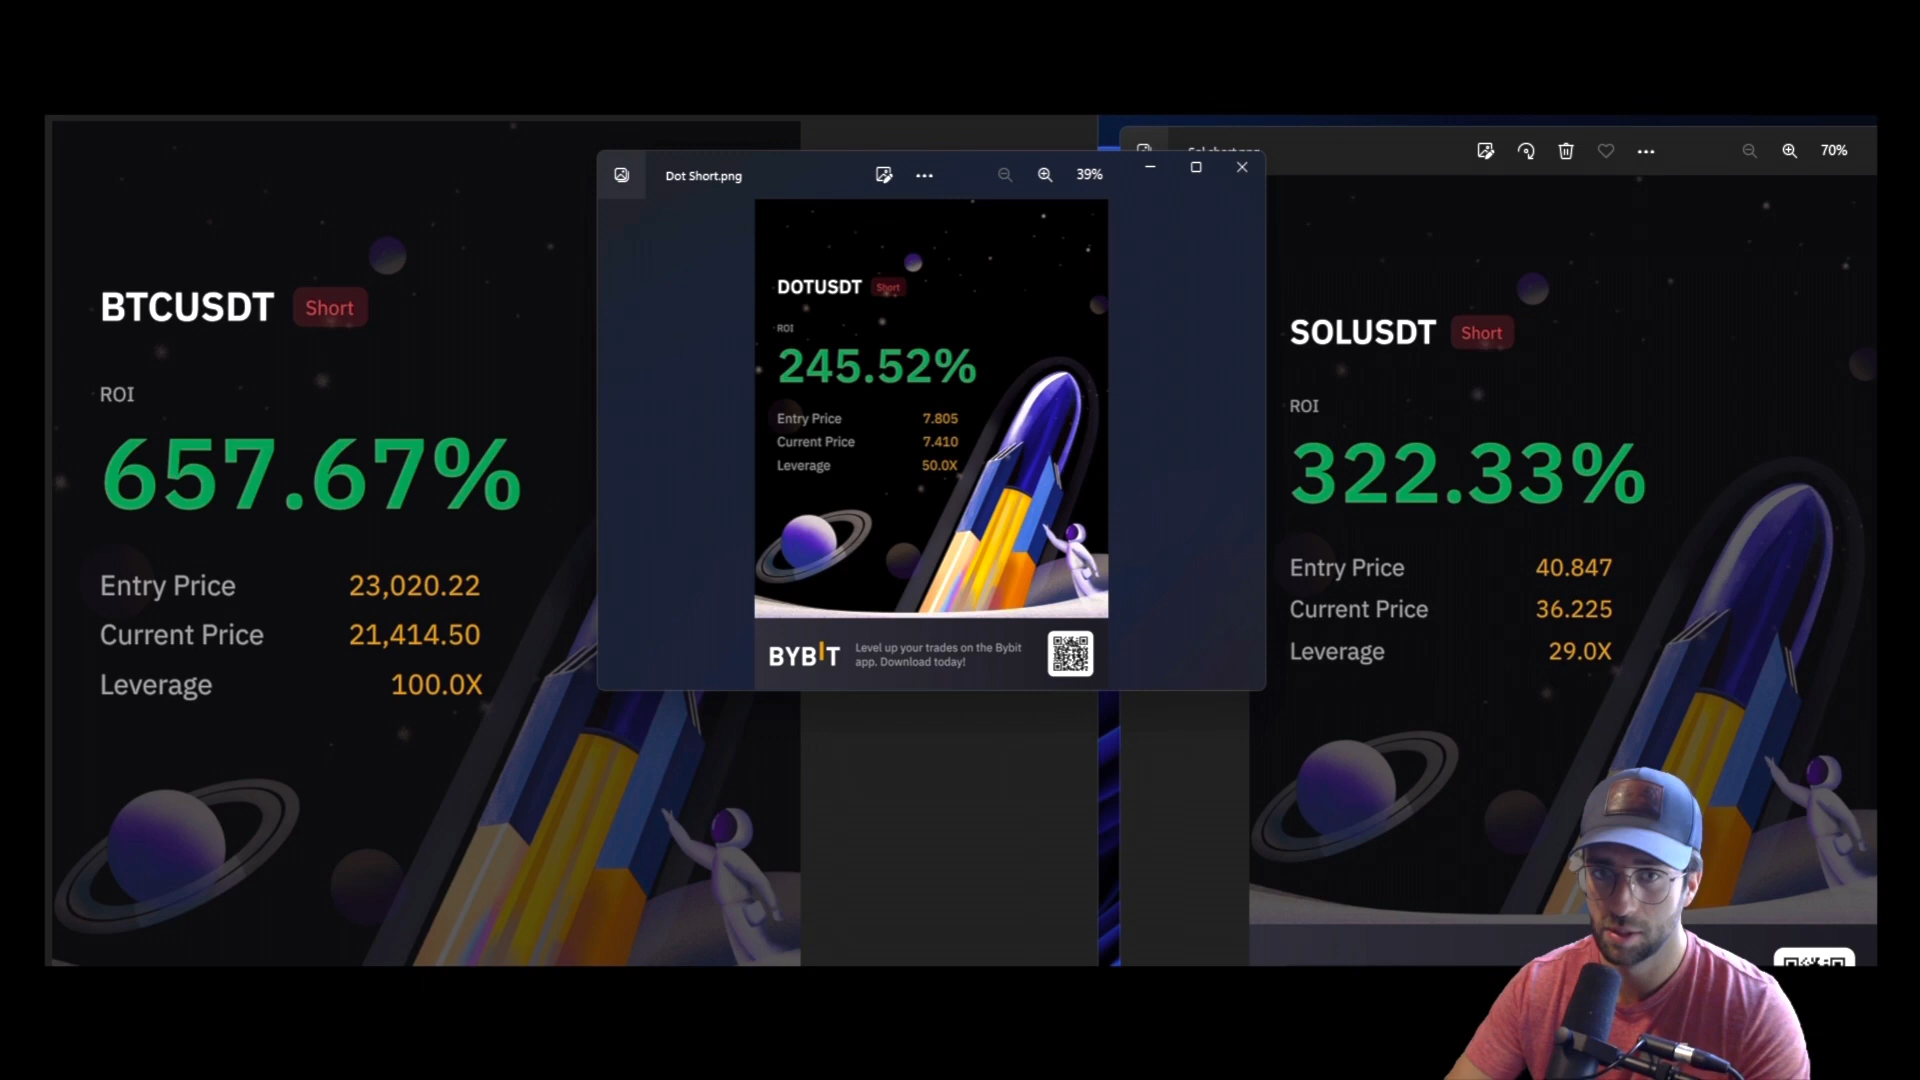 BTCUSDT Short
ROI
657.67%
Entry Price 23,020.22
Current Price 21,414.50
Leverage 100.0X
Dot Short.png
39%
DOTUSDT Short
ROI
245.52%
Entry Price 7.805
Current Price 7.410
Leverage 50.0X
BYBIT
Level up your trades on the Bybit
app. Download today!
70%
SOLUSDT Short
ROI
322.33%
Entry Price 40.847
Current Price 36.225
Leverage 29.0X